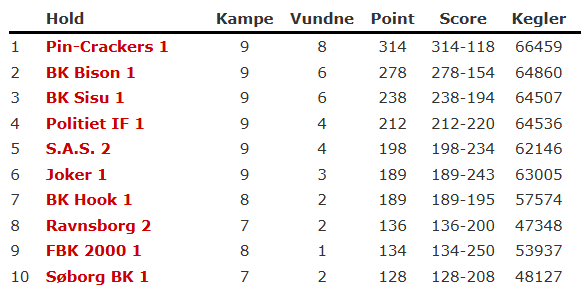 Hold Kampe Vundne Point Score Kegler
1 Pin-Crackers 1 9 8 314 314-118 66459
2 BK Bison 1 9 6 278 278-154 64860
3 BK Sisu 1 9 6 238 238-194 64507
4 Politiet IF 1 9 4 212 212-220 64536
5 S.A.S. 2 9 4 198 198-234 62146
6 Joker 1 9 3 189 189-243 63005
7 BK Hook 1 8 2 189 189-195 57574
8 Ravnsborg 2 7 2 136 136-200 47348
9 FBK 2000 1 8 1 134 134-250 53937
10 Søborg BK 1 7 2 128 128-208 48127